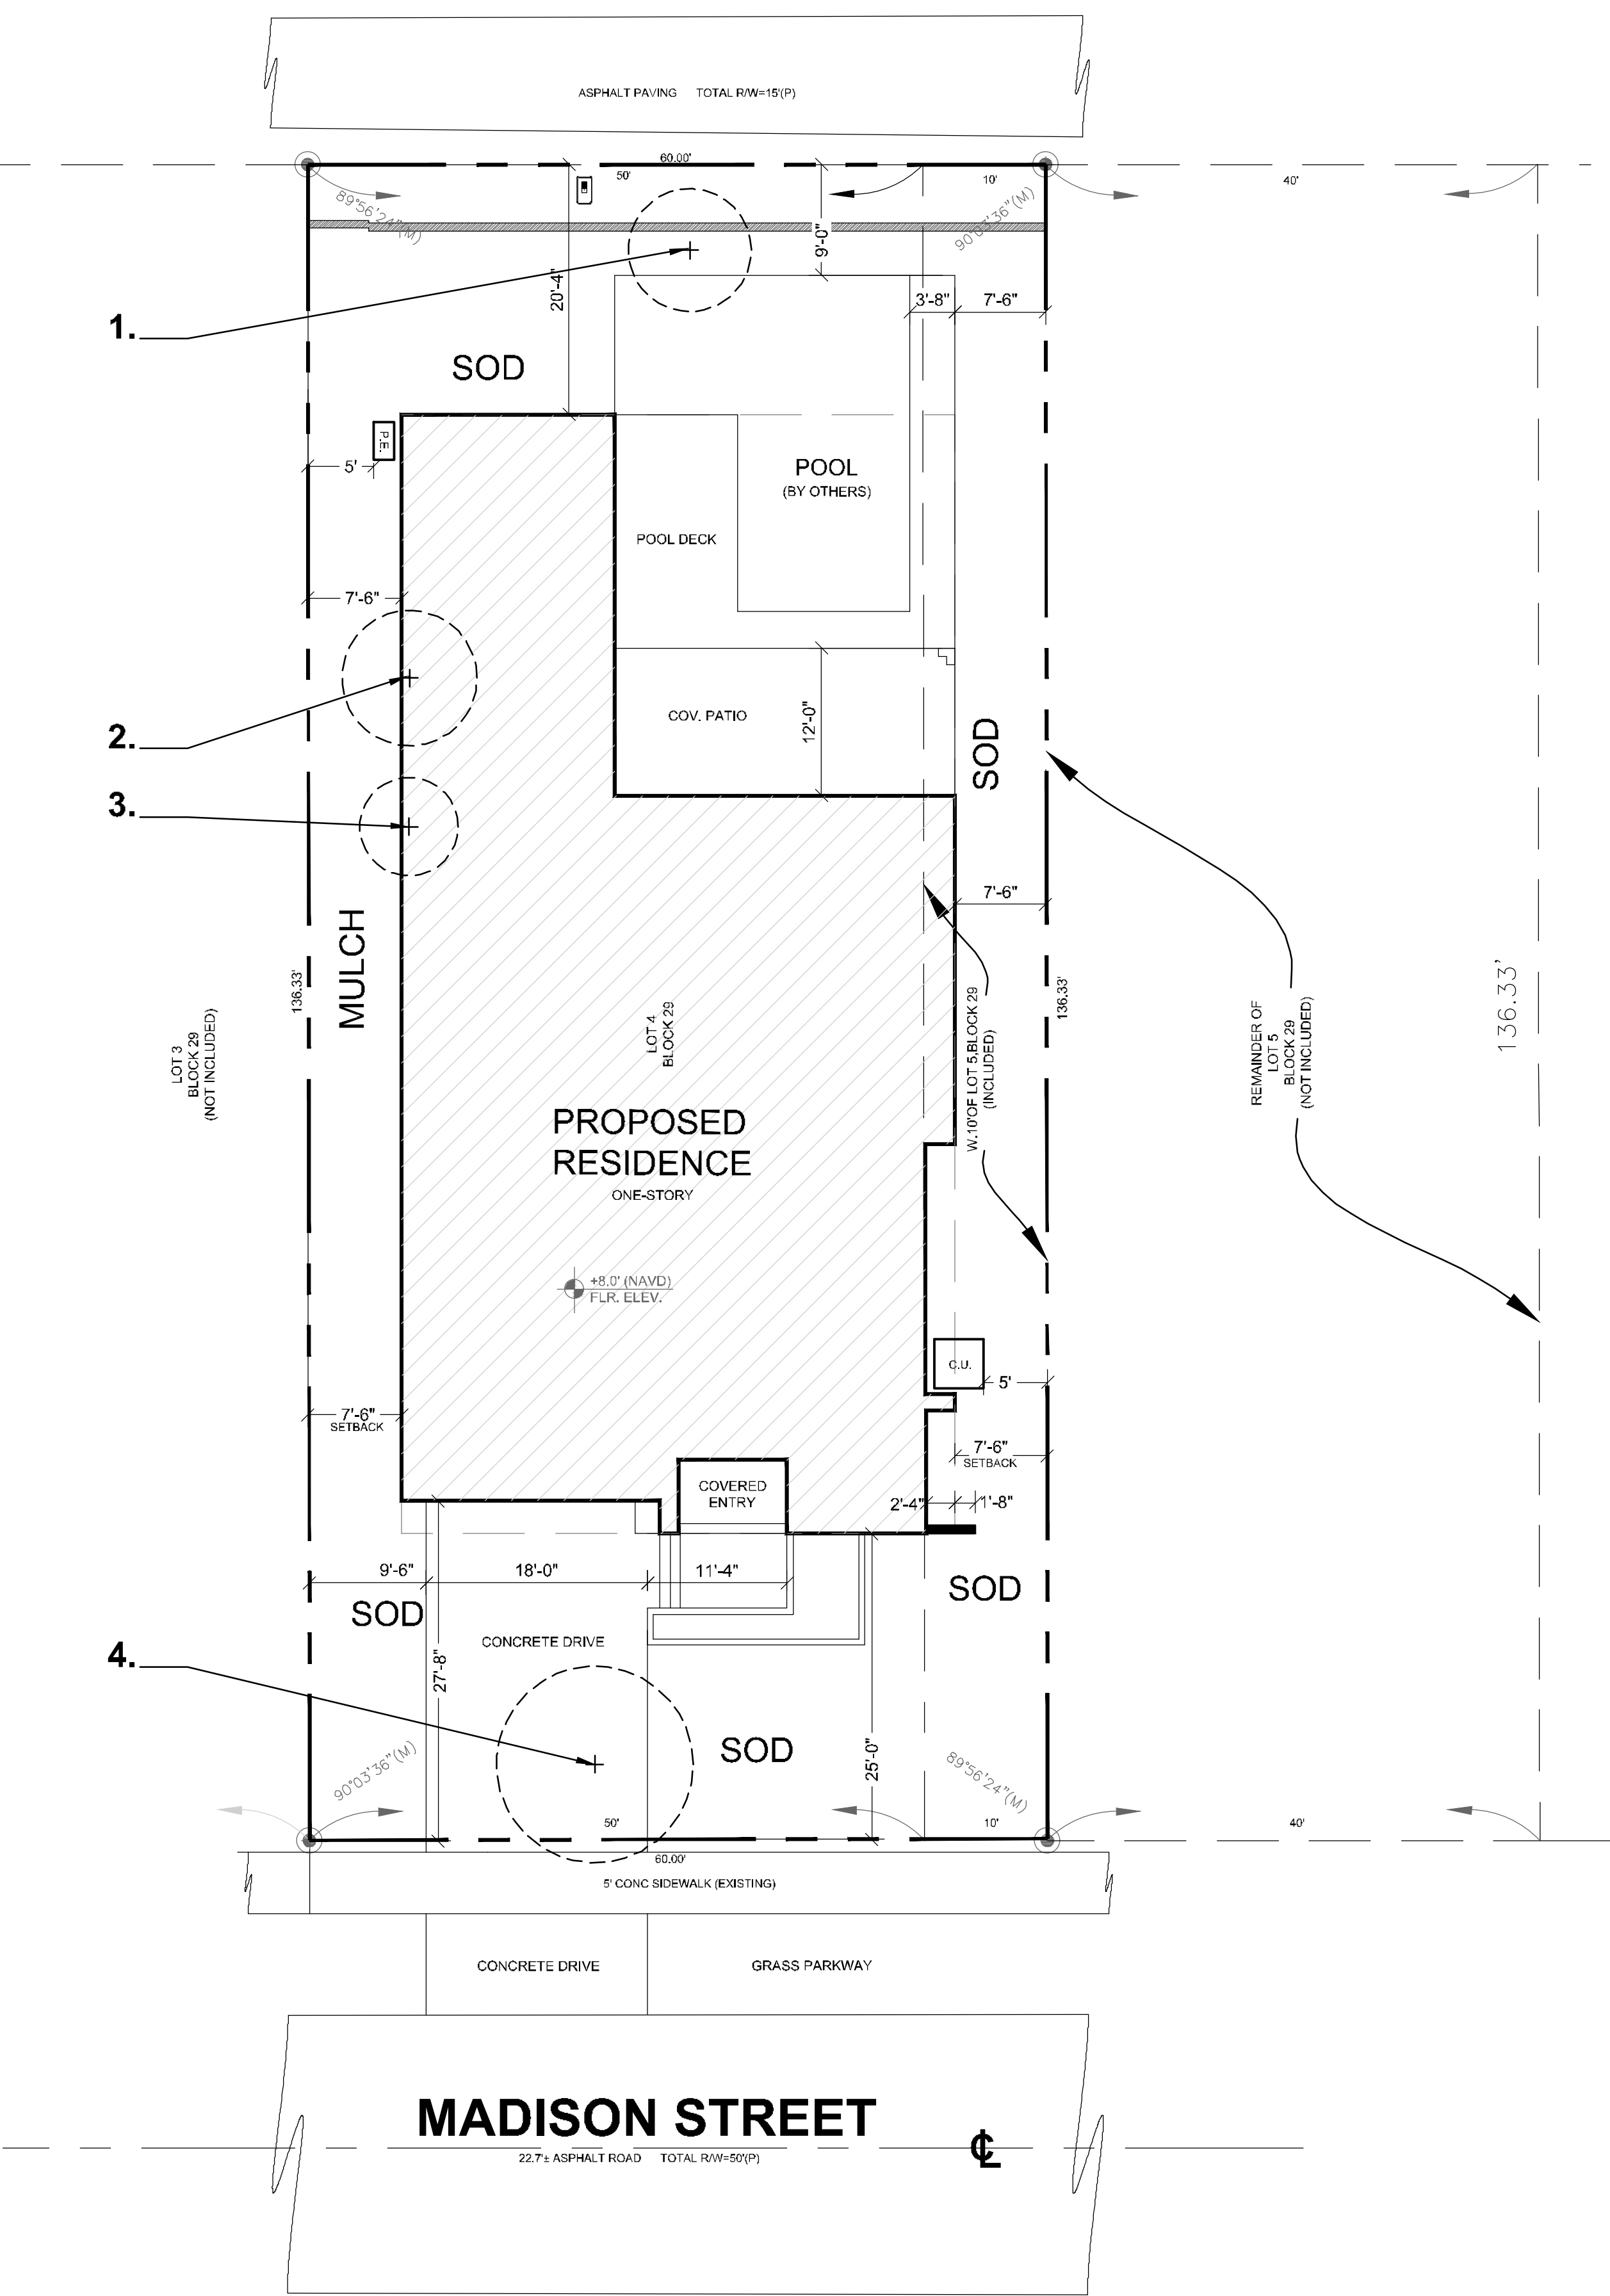 ASPHALT PAVING TOTAL R/W=15'(P)
60.00'
50'
10'
40'
89°56'24"(M)
90°03'36"(M)
9'-0"
20'-4"
3'-8"
7'-6"
1.
SOD
P.E.
5'
POOL
(BY OTHERS)
POOL DECK
7'-6"
2.
COV. PATIO
12'-0"
SOD
3.
7'-6"
MULCH
136.33'
LOT 3
BLOCK 29
(NOT INCLUDED)
LOT 4
BLOCK 29
W.10'OF LOT 5,BLOCK 29
(INCLUDED)
136.33'
REMAINDER OF
LOT 5
BLOCK 29
(NOT INCLUDED)
136.33'
PROPOSED
RESIDENCE
ONE-STORY
+8.0' (NAVD)
FLR. ELEV.
C.U.
5'
7'-6"
SETBACK
7'-6"
SETBACK
COVERED
ENTRY
2'-4"
1'-8"
9'-6"
18'-0"
11'-4"
SOD
SOD
CONCRETE DRIVE
27'-8"
4.
SOD
25'-0"
90°03'36"(M)
89°56'24"(M)
50'
10'
40'
60.00'
5' CONC SIDEWALK (EXISTING)
CONCRETE DRIVE
GRASS PARKWAY
MADISON STREET
℄
22.7'± ASPHALT ROAD TOTAL R/W=50'(P)